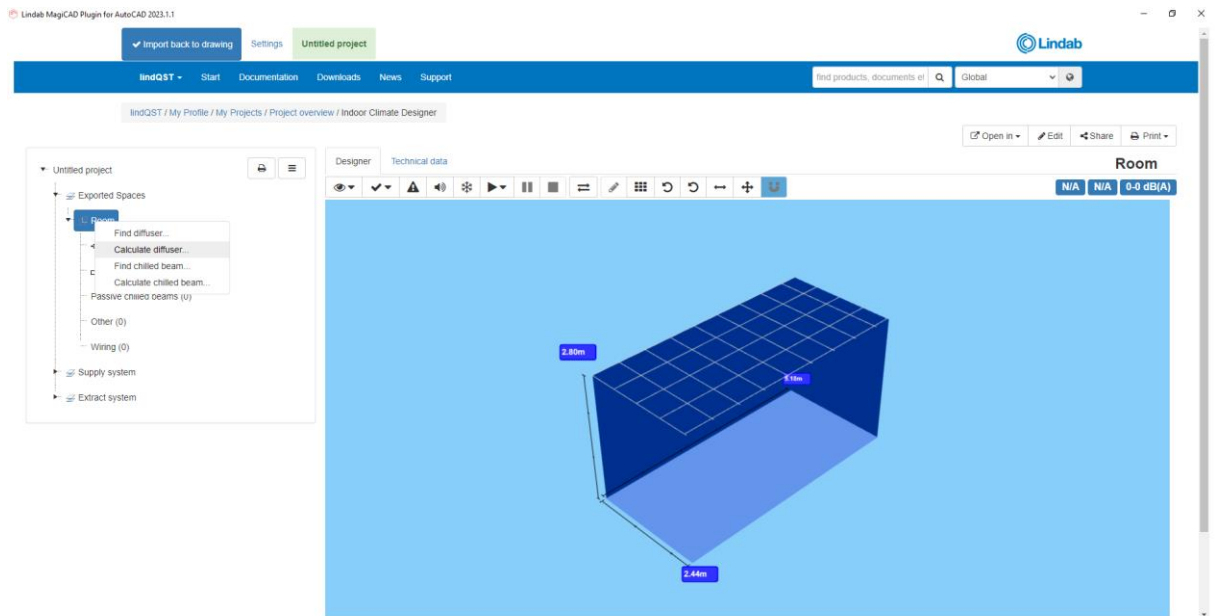 Lindab MagiCAD Plugin for AutoCAD 2023.1.1
Import back to drawing Settings Untitled project
Lindab
lindQST Start Documentation Downloads News Support find products, documents et Global
lindQST / My Profile / My Projects / Project overview / Indoor Climate Designer
Open in Edit Share Print
Untitled project
Designer Technical data
Room
N/A N/A 0-0 dB(A)
Exported Spaces
Room
Find diffuser...
Calculate diffuser...
Find chilled beam...
Calculate chilled beam...
Passive chilled beams (0)
Other (0)
Wiring (0)
Supply system
Extract system
2.80m
2.44m